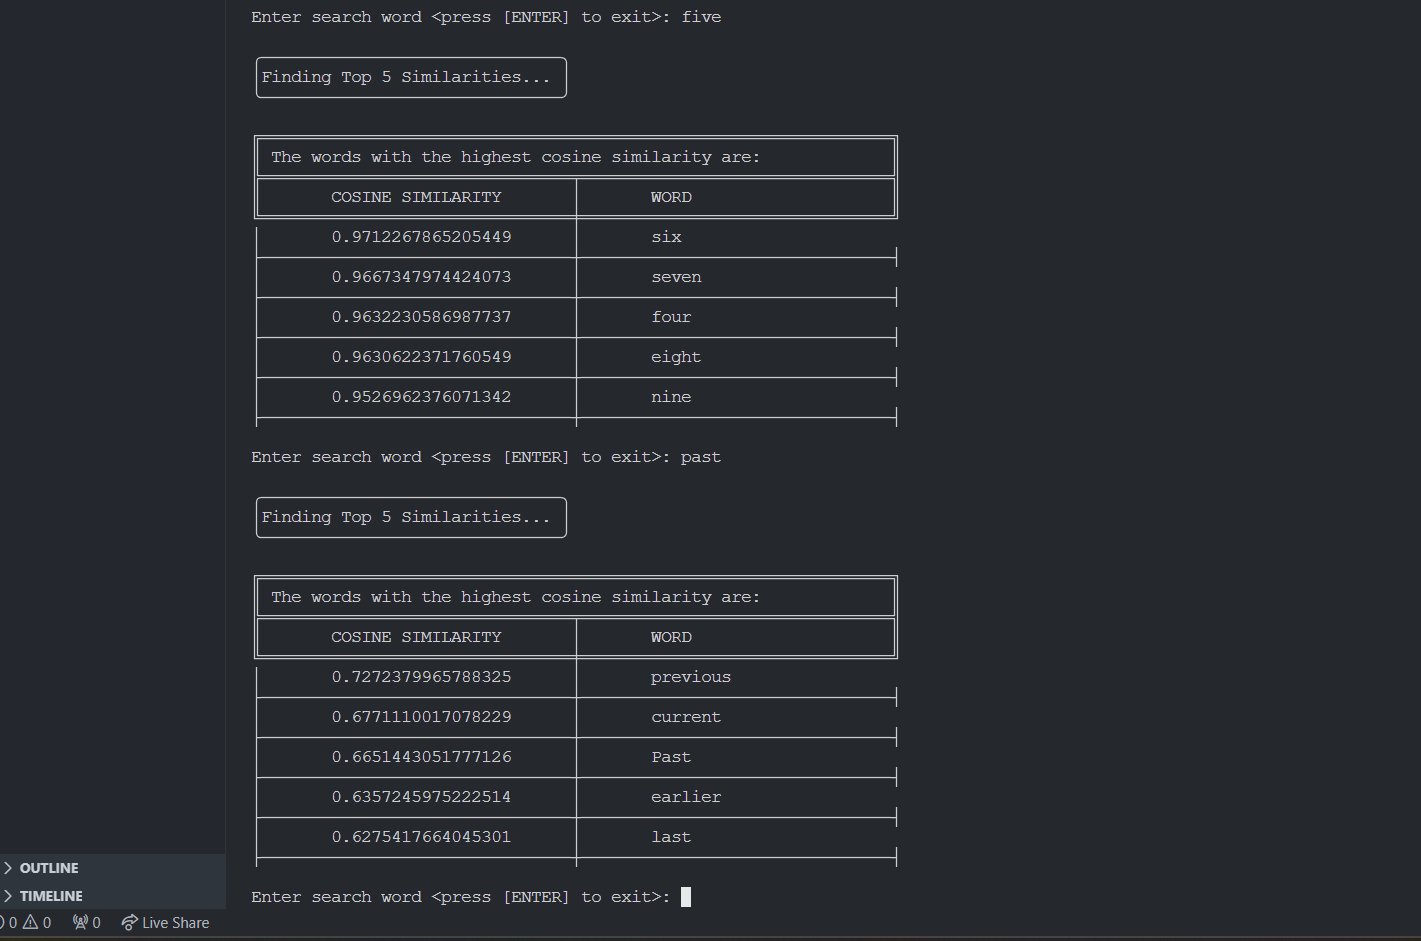 Enter search word <press [ENTER] to exit>: five
Finding Top 5 Similarities...
The words with the highest cosine similarity are:
COSINE SIMILARITY WORD
0.9712267865205449 six
0.9667347974424073 seven
0.9632230586987737 four
0.9630622371760549 eight
0.9526962376071342 nine
Enter search word <press [ENTER] to exit>: past
Finding Top 5 Similarities...
The words with the highest cosine similarity are:
COSINE SIMILARITY WORD
0.7272379965788325 previous
0.6771110017078229 current
0.6651443051777126 Past
0.6357245975222514 earlier
0.6275417664045301 last
OUTLINE
TIMELINE
Enter search word <press [ENTER] to exit>:
0 0 0 Live Share